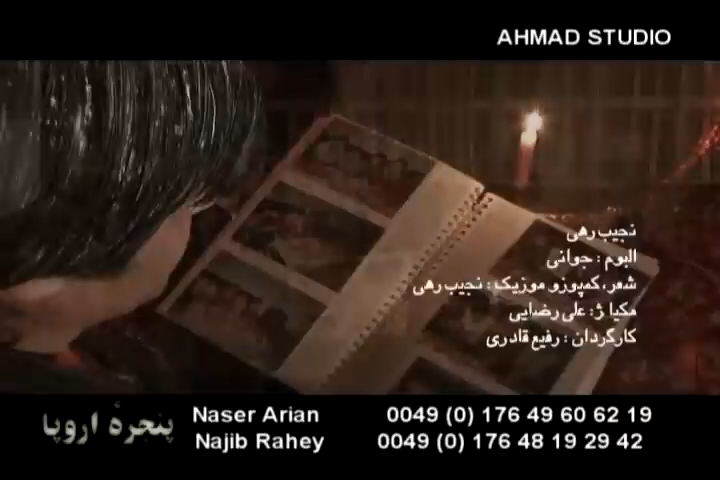 AHMAD STUDIO
نجیب رهی
البوم : جوانی
شعر، کمپوزو موزیک : نجیب رهی
مکیا ژ: علی رضایی
کارگردان : رفیع قادری
پنجرهٔ اروپا
Naser Arian 0049 (0) 176 49 60 62 19
Najib Rahey 0049 (0) 176 48 19 29 42